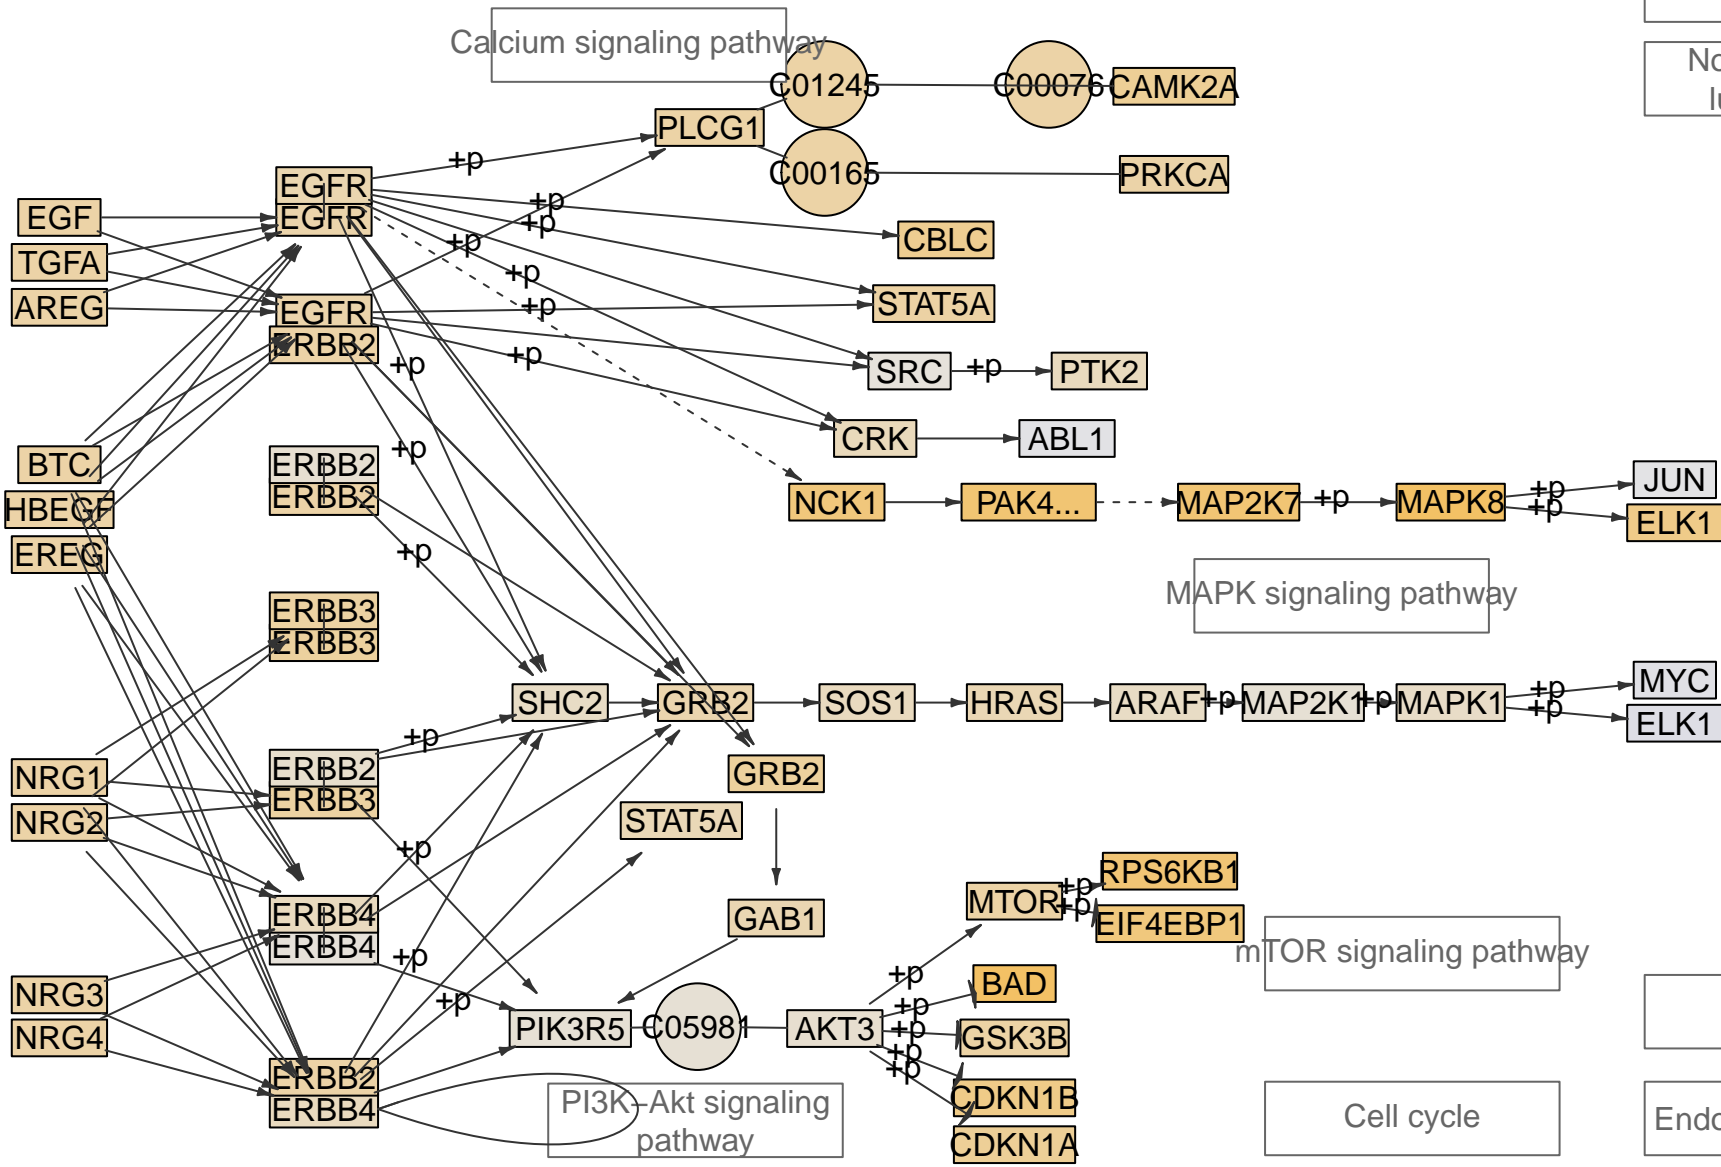 Calcium signaling pathway
No
lu
C01245
C00076
CAMK2A
PLCG1
+p
C00165
PRKCA
EGFR
EGFR
EGF
+p
+p
CBLC
TGFA
+p
+p
AREG
EGFR
+p
STAT5A
ERBB2
+p
+p
SRC
+p
PTK2
CRK
ABL1
+p
BTC
ERBB2
ERBB2
HBEGF
NCK1
PAK4...
MAP2K7
+p
MAPK8
+p
+p
JUN
ELK1
EREG
+p
MAPK signaling pathway
ERBB3
ERBB3
SHC2
GRB2
SOS1
HRAS
ARAF
+p
MAP2K1
+p
MAPK1
+p
+p
MYC
ELK1
+p
NRG1
ERBB2
ERBB3
GRB2
NRG2
STAT5A
+p
RPS6KB1
+p
+p
MTOR
EIF4EBP1
ERBB4
ERBB4
GAB1
+p
mTOR signaling pathway
+p
BAD
NRG3
+p
+p
NRG4
PIK3R5
C05981
AKT3
+p
GSK3B
+p
+p
ERBB2
ERBB4
CDKN1B
CDKN1A
PI3K–Akt signaling
pathway
Cell cycle
Endo